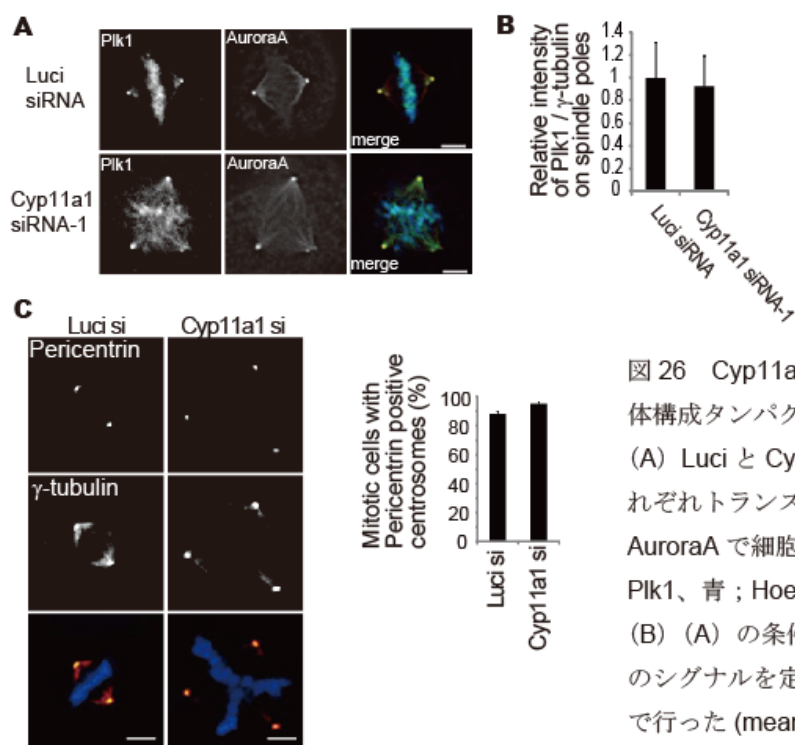 A
Plk1
AuroraA
Luci
siRNA
merge
Plk1
AuroraA
Cyp11a1
siRNA-1
merge
B
Relative intensity
of Plk1 / γ-tubulin
on spindle poles
1.4
1.2
1
0.8
0.6
0.4
0.2
0
Luci siRNA
Cyp11a1 siRNA-1
C
Luci si
Cyp11a1 si
Pericentrin
γ-tubulin
Mitotic cells with
Pericentrin positive
centrosomes (%)
100
80
60
40
20
0
Luci si
Cyp11a1 si
図 26 Cyp11a
体構成タンパク
(A) Luci と Cy
れぞれトランス
AuroraA で細胞
Plk1、青 ; Hoe
(B) (A) の条件
のシグナルを定
で行った (mean